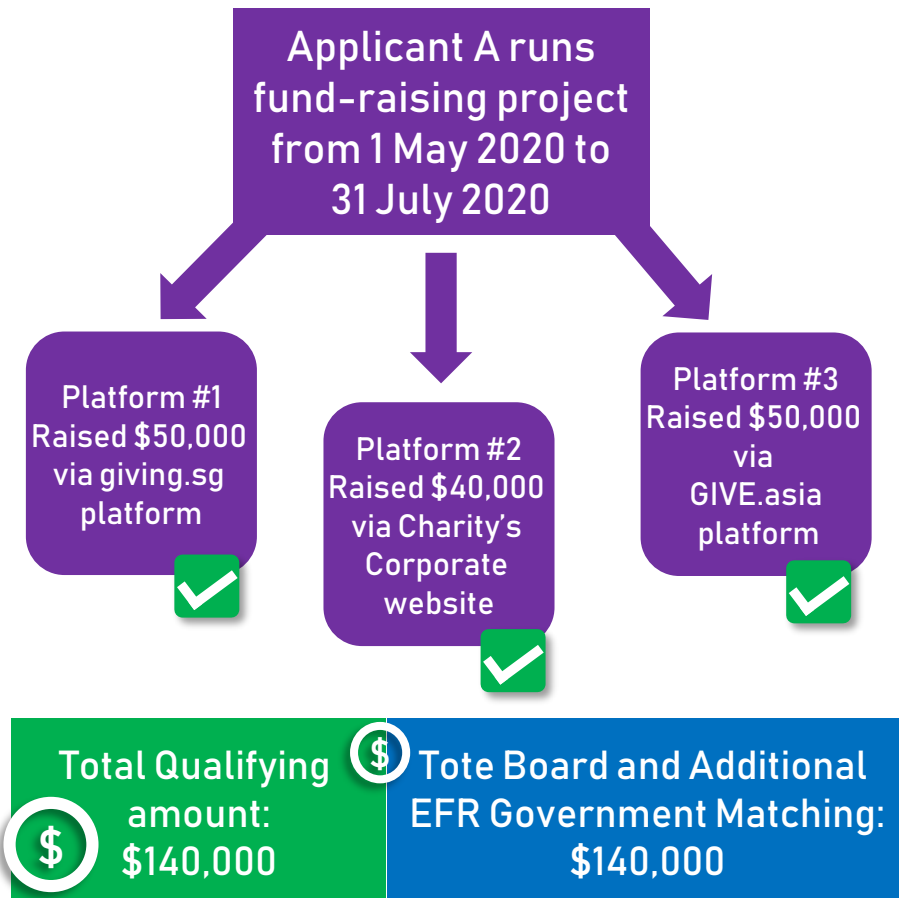 Applicant A runs
fund-raising project
from 1 May 2020 to
31 July 2020
Platform #1
Raised $50,000
via giving.sg
platform
Platform #2
Raised $40,000
via Charity's
Corporate
website
Platform #3
Raised $50,000
via
GIVE.asia
platform
Total Qualifying
amount:
$140,000
$
$
Tote Board and Additional
EFR Government Matching:
$140,000